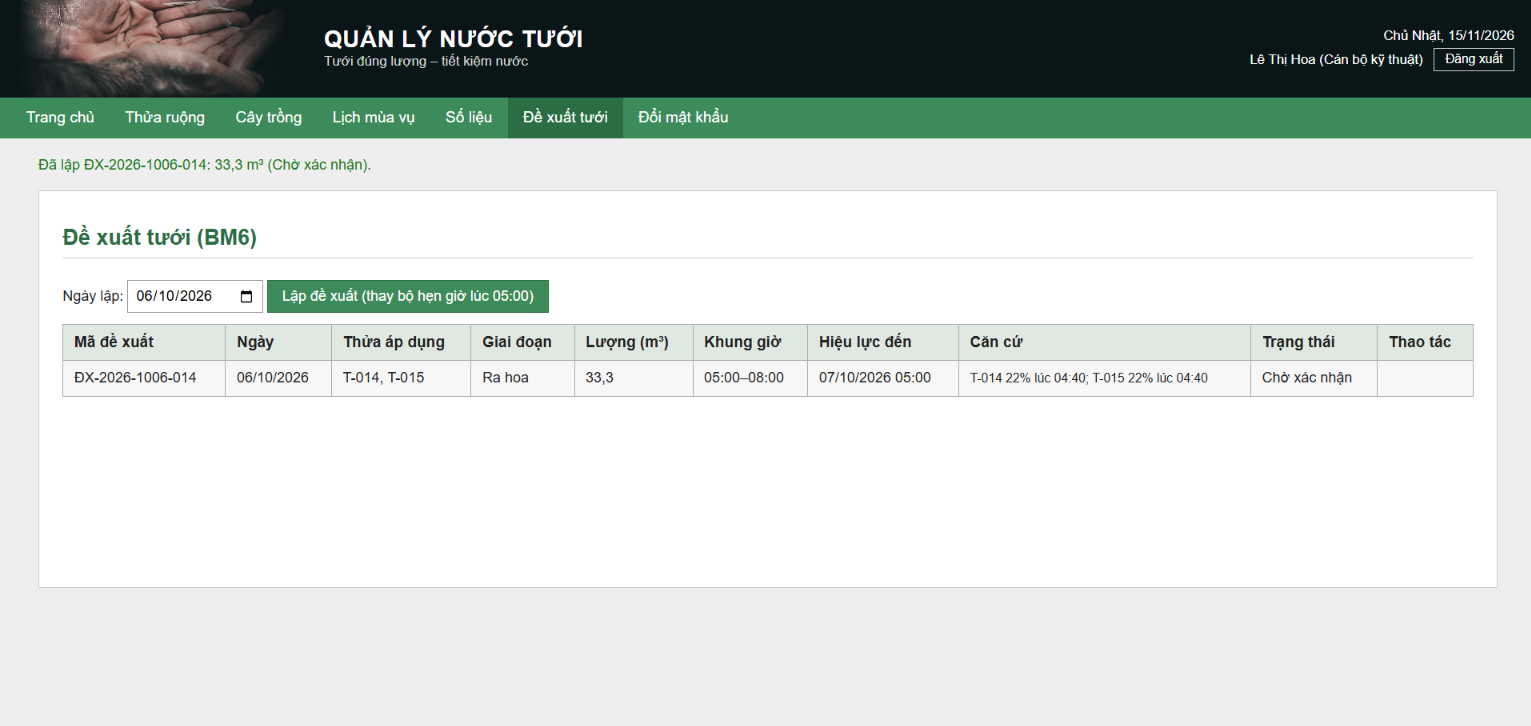 QUẢN LÝ NƯỚC TƯỚI
Tưới đúng lượng – tiết kiệm nước
Chủ Nhật, 15/11/2026
Lê Thị Hoa (Cán bộ kỹ thuật) Đăng xuất
Trang chủ Thửa ruộng Cây trồng Lịch mùa vụ Số liệu Đề xuất tưới Đổi mật khẩu
Đã lập ĐX-2026-1006-014: 33,3 m³ (Chờ xác nhận).
Đề xuất tưới (BM6)
Ngày lập: 06/10/2026 Lập đề xuất (thay bộ hẹn giờ lúc 05:00)
Mã đề xuất Ngày Thửa áp dụng Giai đoạn Lượng (m³) Khung giờ Hiệu lực đến Căn cứ Trạng thái Thao tác
ĐX-2026-1006-014 06/10/2026 T-014, T-015 Ra hoa 33,3 05:00–08:00 07/10/2026 05:00 T-014 22% lúc 04:40; T-015 22% lúc 04:40 Chờ xác nhận